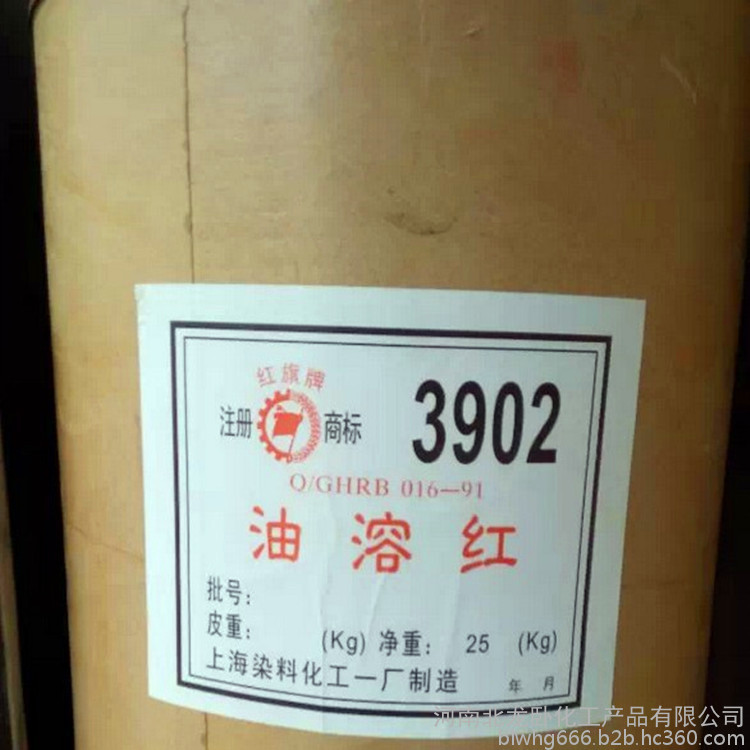 红旗牌
注册 商标 3902
Q/GHRB 016—91
油溶红
批号:
皮重: (Kg) 净重: 25 (Kg)
上海染料化工一厂制造 年 月
blwhg666.b2b.hc360.com